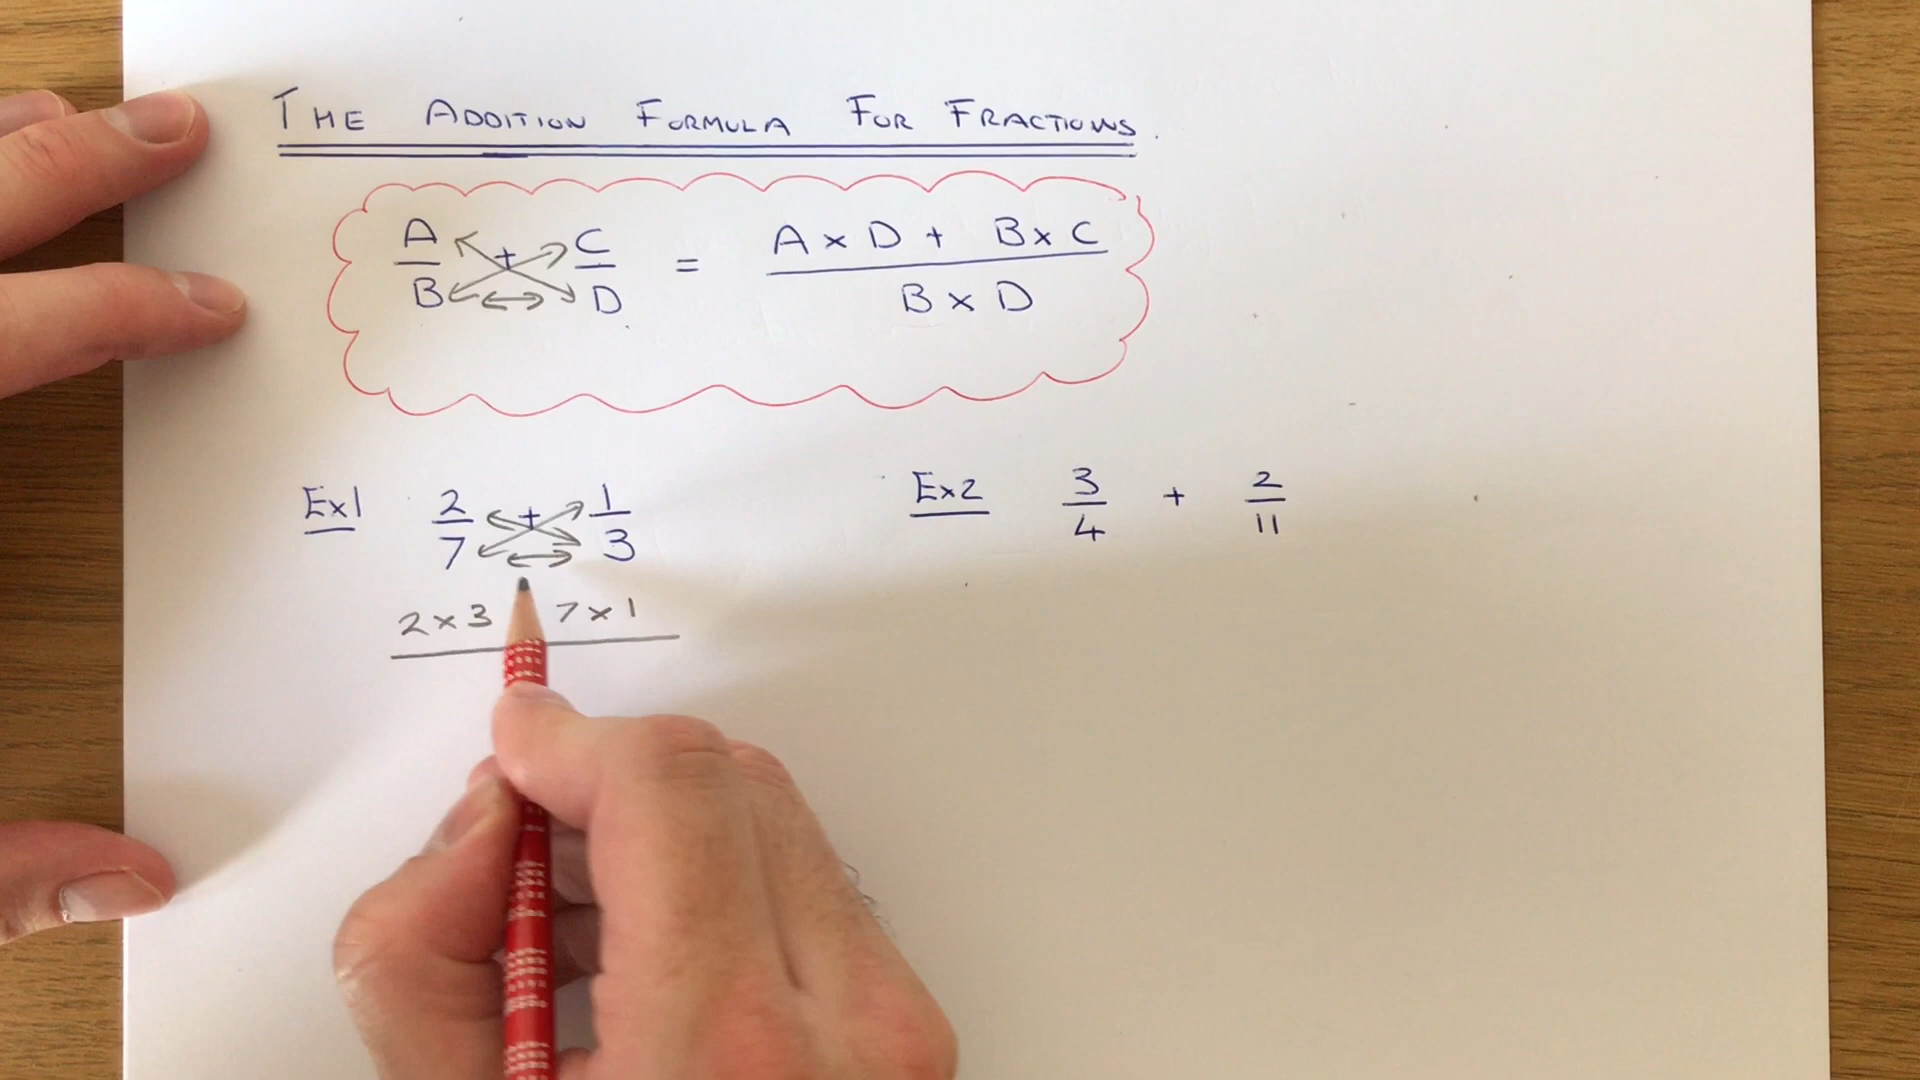 THE ADDITION FORMULA FOR FRACTIONS.
A/B + C/D = A x D + B x C / B x D
Ex1 2/7 + 1/3
2 x 3 7 x 1
Ex2 3/4 + 2/11